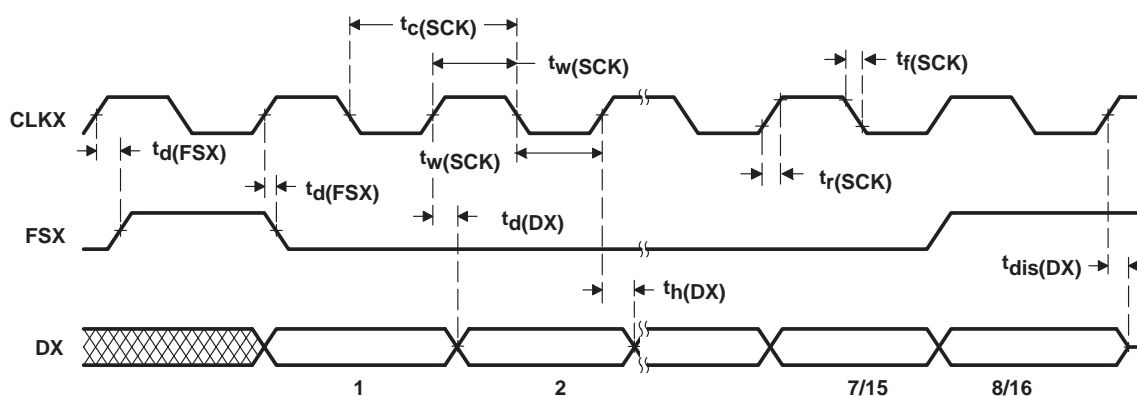 tc(SCK)
tw(SCK)
tf(SCK)
CLKX
td(FSX)
tw(SCK)
td(FSX)
tr(SCK)
td(DX)
FSX
tdis(DX)
th(DX)
DX
1 2 7/15 8/16